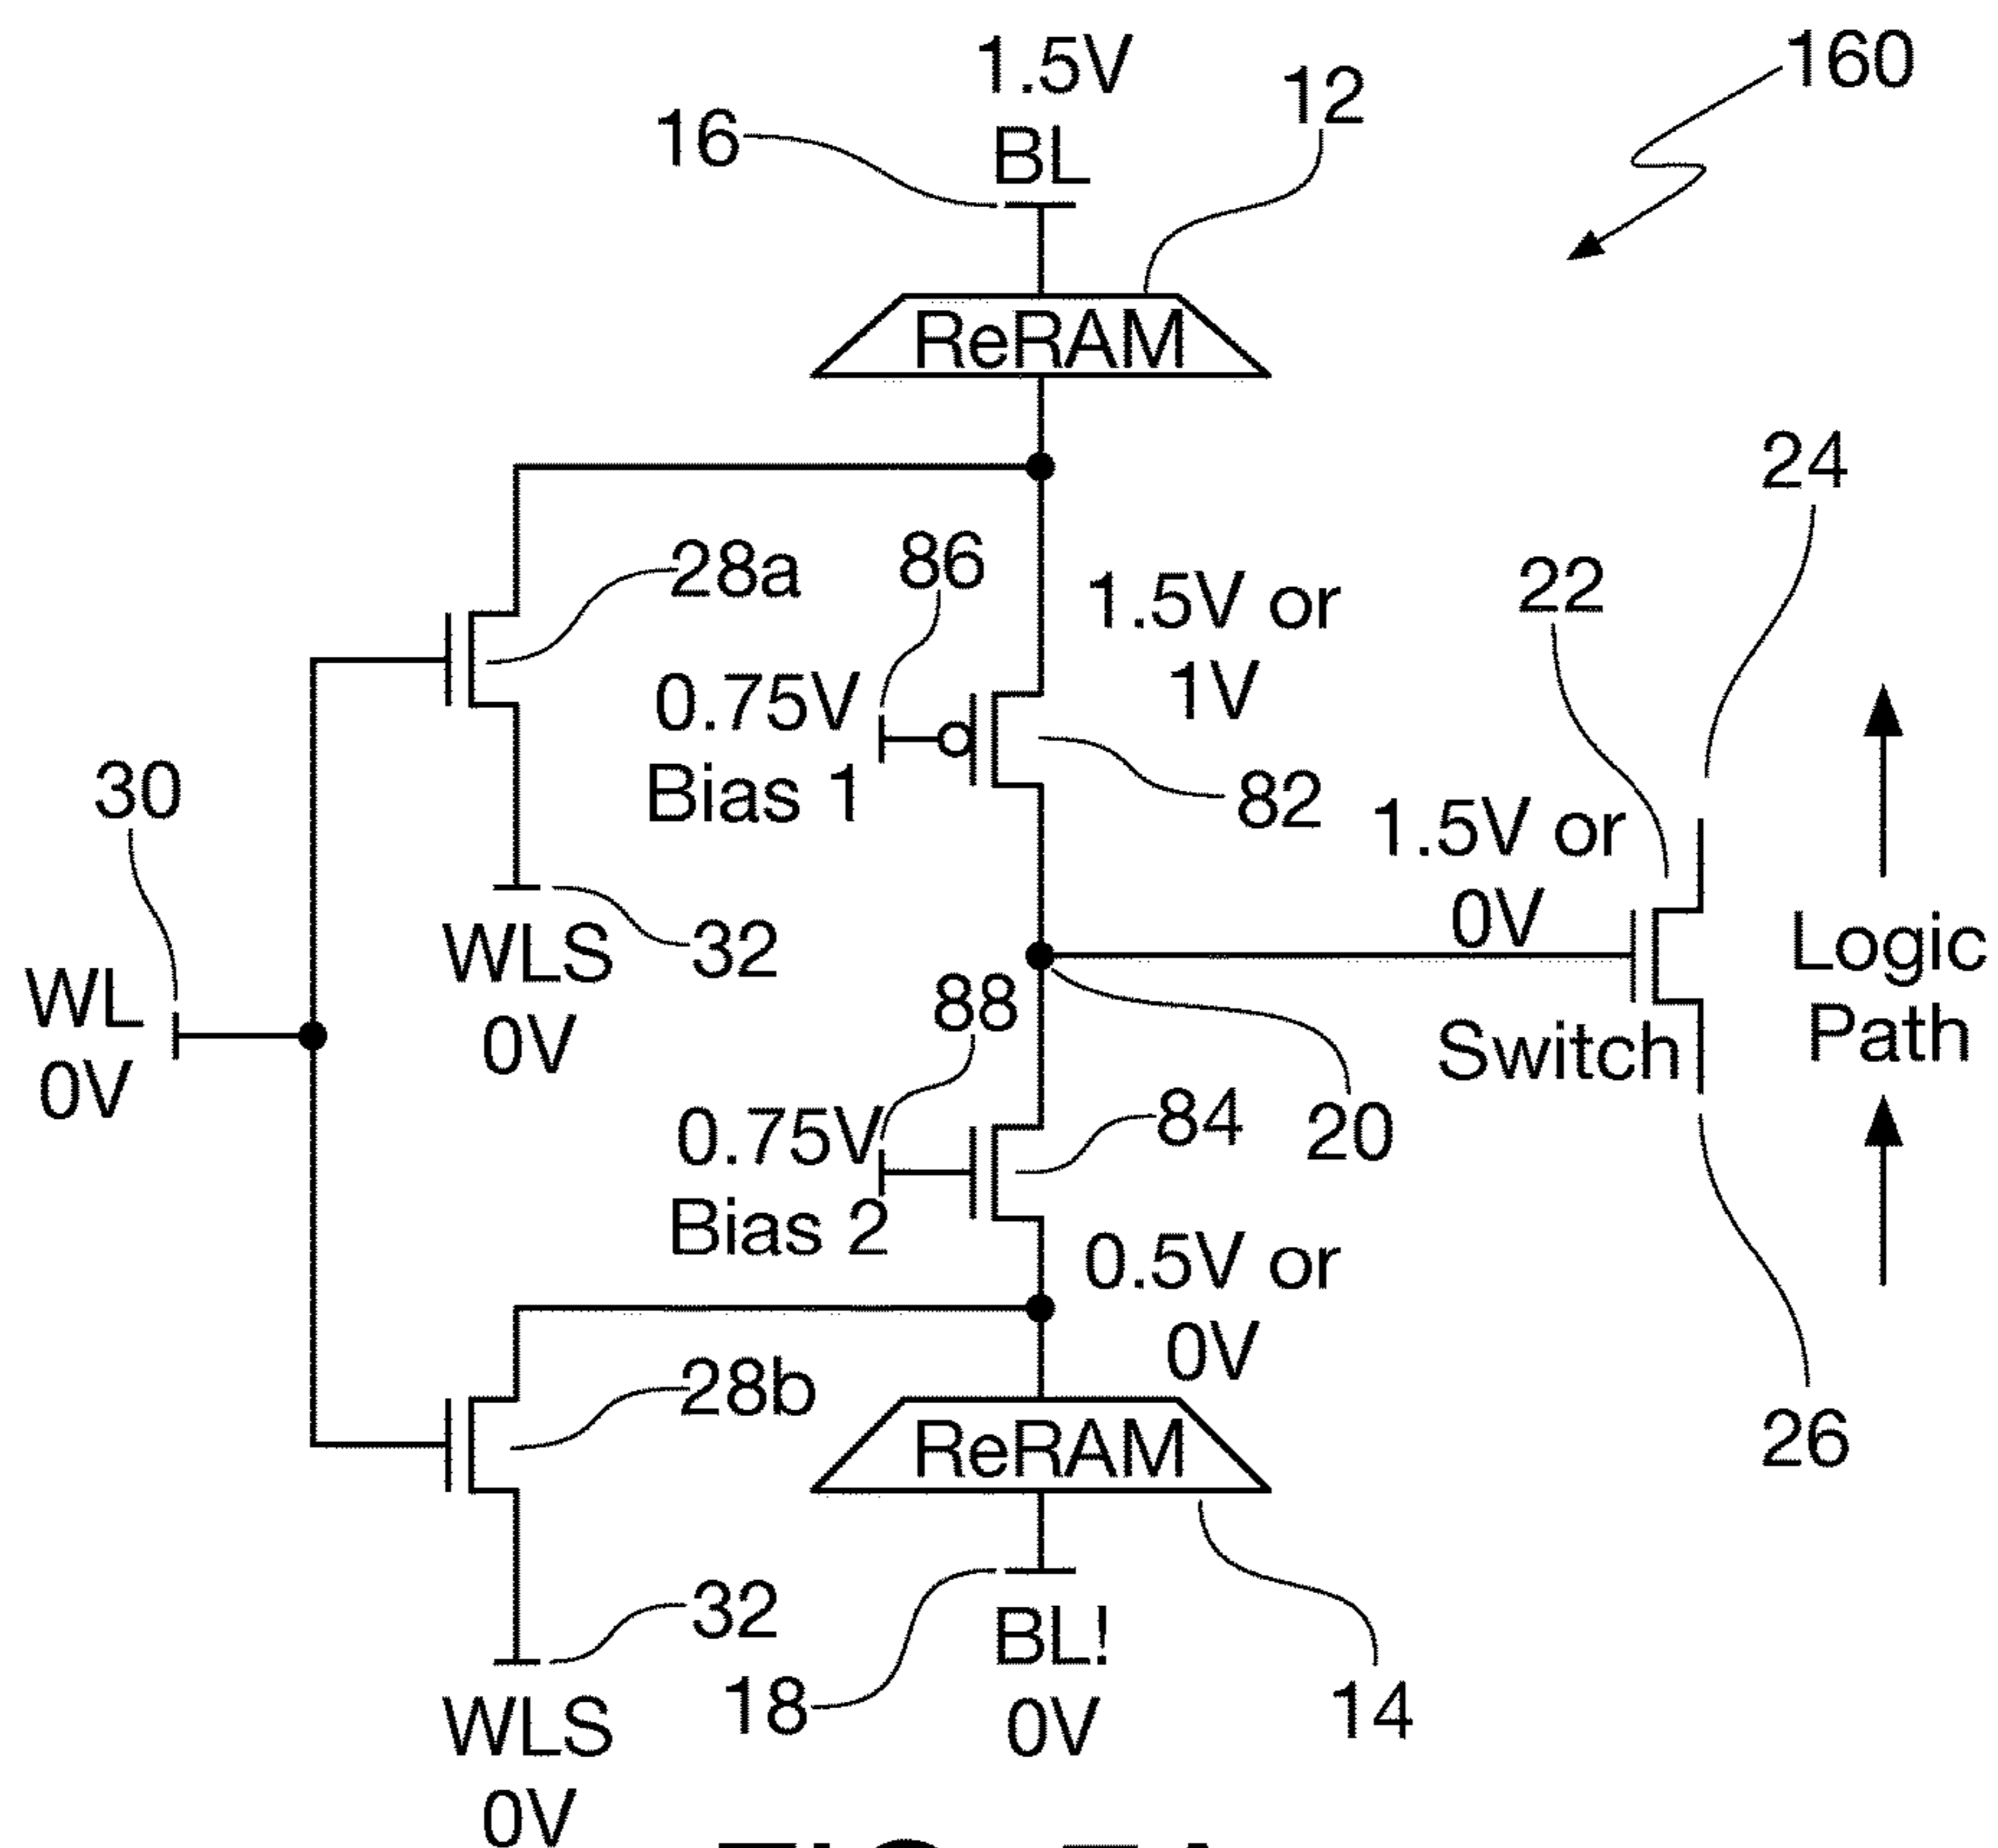 1.5V
BL
16
12
160
ReRAM
24
28a
86
1.5V or
1V
22
0.75V
Bias 1
82
30
1.5V or
0V
WLS
0V
32
WL
0V
88
Logic
Path
Switch
20
0.75V
Bias 2
84
0.5V or
0V
28b
ReRAM
26
32
WLS
0V
18
BL!
0V
14